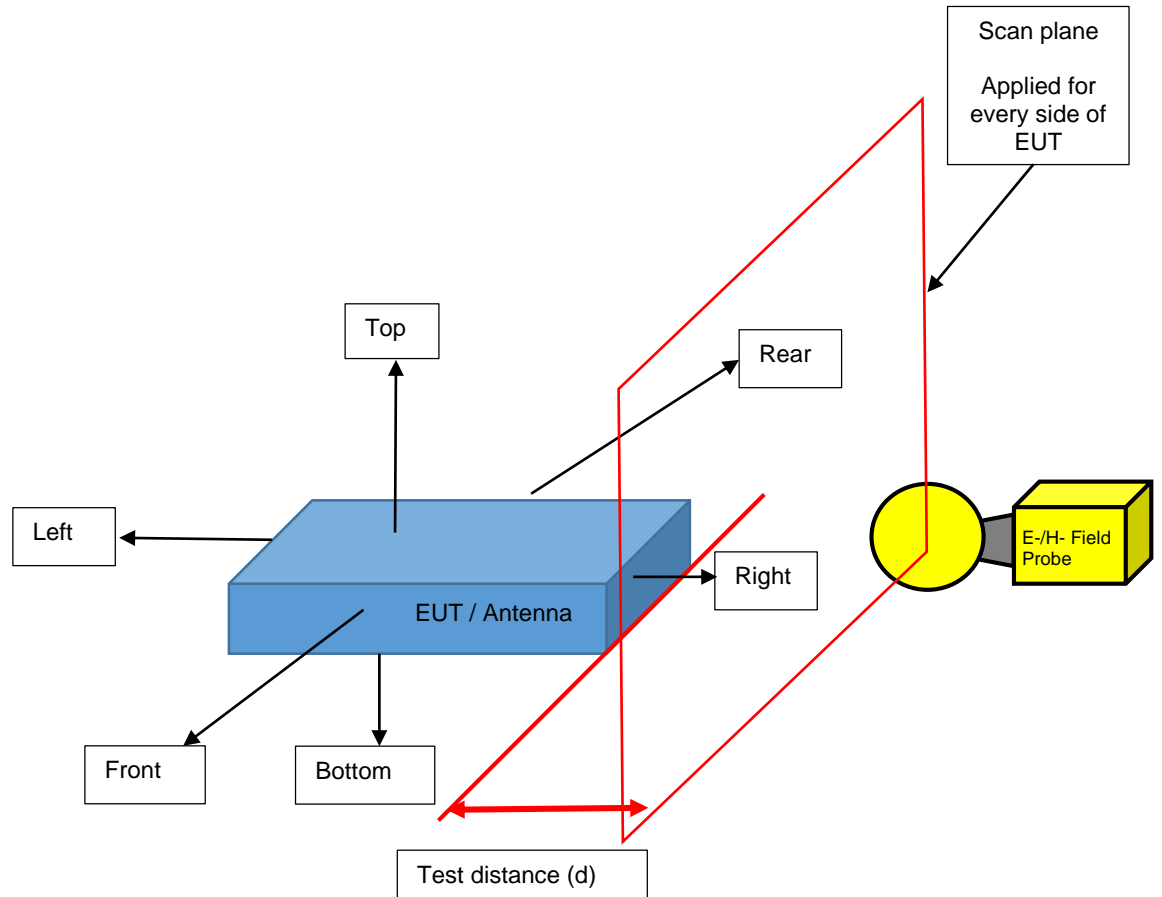 Scan plane
Applied for
every side of
EUT
Top
Rear
Left
E-/H- Field
Probe
Right
EUT / Antenna
Front
Bottom
Test distance (d)